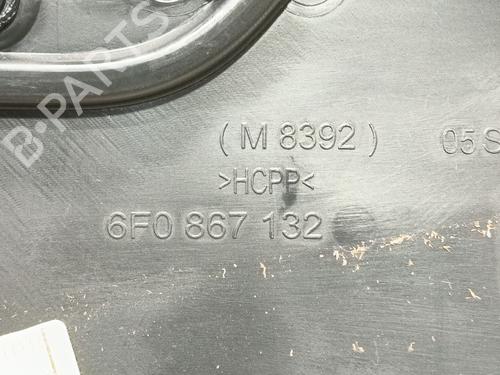 B-PARTS
( M 8392 )
05 S
>HCPP<
6F0 867 132